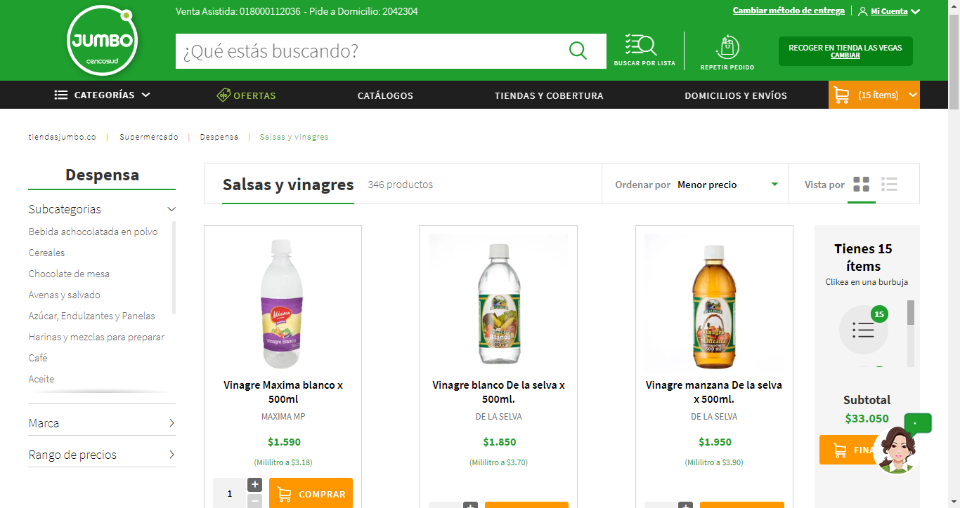 Venta Asistida: 018000112036 - Pide a Domicilio: 2042304
Cambiar método de entrega
Mi Cuenta
JUMBO
cencosud
¿Qué estás buscando?
BUSCAR POR LISTA
REPETIR PEDIDO
RECOGER EN TIENDA LAS VEGAS
CAMBIAR
CATEGORÍAS
OFERTAS
CATÁLOGOS
TIENDAS Y COBERTURA
DOMICILIOS Y ENVÍOS
(15 ítems)
tiendasjumbo.co | Supermercado | Despensa | Salsas y vinagres
Despensa
Subcategorias
Bebida achocolatada en polvo
Cereales
Chocolate de mesa
Avenas y salvado
Azúcar, Endulzantes y Panelas
Harinas y mezclas para preparar
Café
Aceite
Marca
Rango de precios
Salsas y vinagres
346 productos
Ordenar por Menor precio
Vista por
Vinagre Maxima blanco x
500ml
MAXIMA MP
$1.590
(Mililitro a $3.18)
1
+
−
COMPRAR
Vinagre blanco De la selva x
500ml.
DE LA SELVA
$1.850
(Mililitro a $3.70)
Vinagre manzana De la selva
x 500ml.
DE LA SELVA
$1.950
(Mililitro a $3.90)
Tienes 15
ítems
Clikea en una burbuja
15
Subtotal
$33.050
FINA